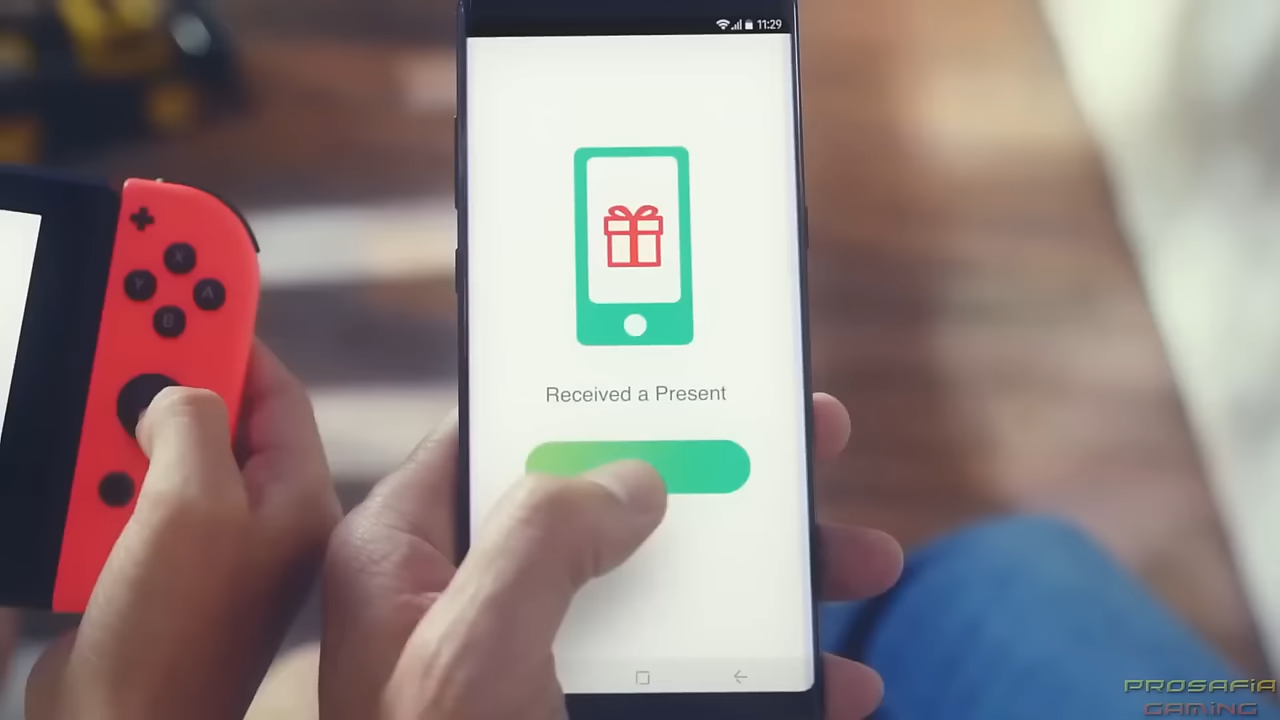 11:29
X
Y
A
B
Received a Present
PROSAFIA
GAMING